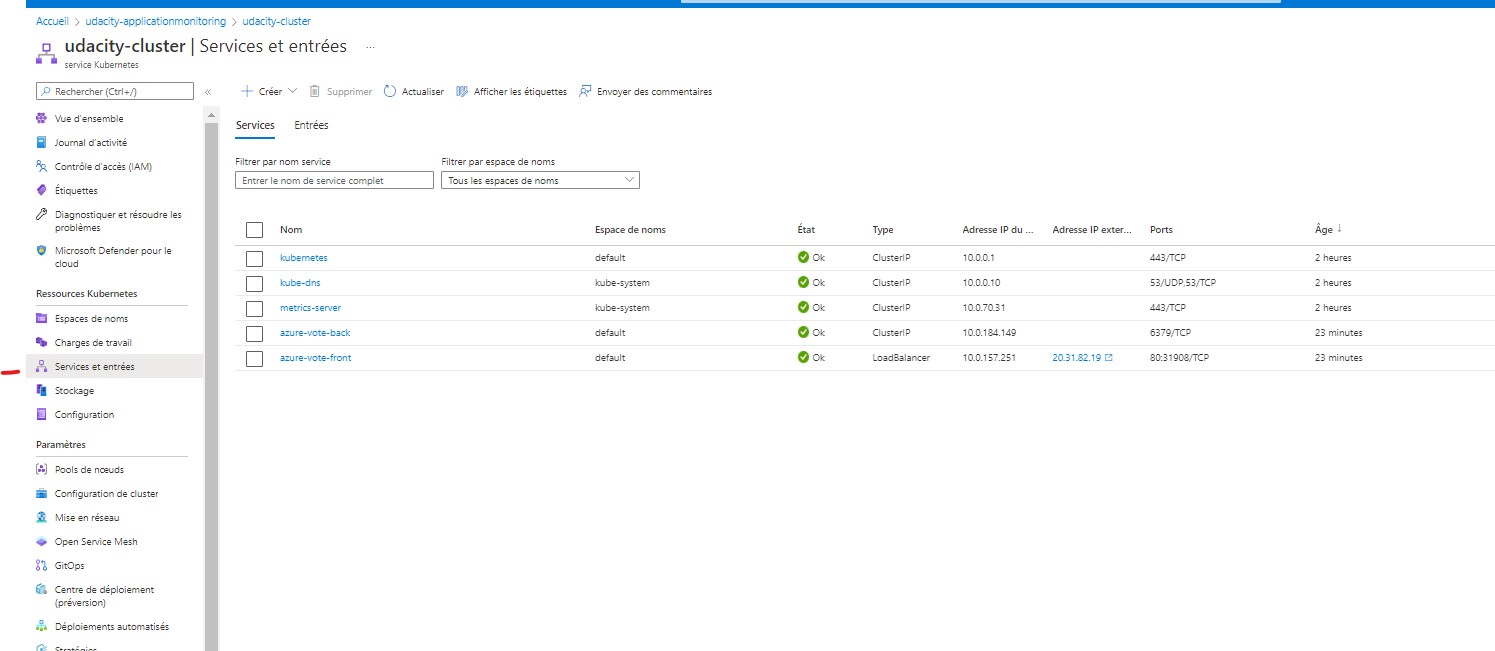 Accueil > udacity-applicationmonitoring > udacity-cluster
udacity-cluster | Services et entrées ...
service Kubernetes
Rechercher (Ctrl+/)
«
Créer
Supprimer
Actualiser
Afficher les étiquettes
Envoyer des commentaires
Vue d'ensemble
Journal d'activité
Contrôle d'accès (IAM)
Étiquettes
Diagnostiquer et résoudre les
problèmes
Microsoft Defender pour le
cloud
Ressources Kubernetes
Espaces de noms
Charges de travail
Services et entrées
Stockage
Configuration
Paramètres
Pools de nœuds
Configuration de cluster
Mise en réseau
Open Service Mesh
GitOps
Centre de déploiement
(préversion)
Déploiements automatisés
Stratégies
Services Entrées
Filtrer par nom service
Entrer le nom de service complet
Filtrer par espace de noms
Tous les espaces de noms
Nom Espace de noms État Type Adresse IP du ... Adresse IP exter... Ports Âge ↓
kubernetes default Ok ClusterIP 10.0.0.1 443/TCP 2 heures
kube-dns kube-system Ok ClusterIP 10.0.0.10 53/UDP,53/TCP 2 heures
metrics-server kube-system Ok ClusterIP 10.0.70.31 443/TCP 2 heures
azure-vote-back default Ok ClusterIP 10.0.184.149 6379/TCP 23 minutes
azure-vote-front default Ok LoadBalancer 10.0.157.251 20.31.82.19 80:31908/TCP 23 minutes